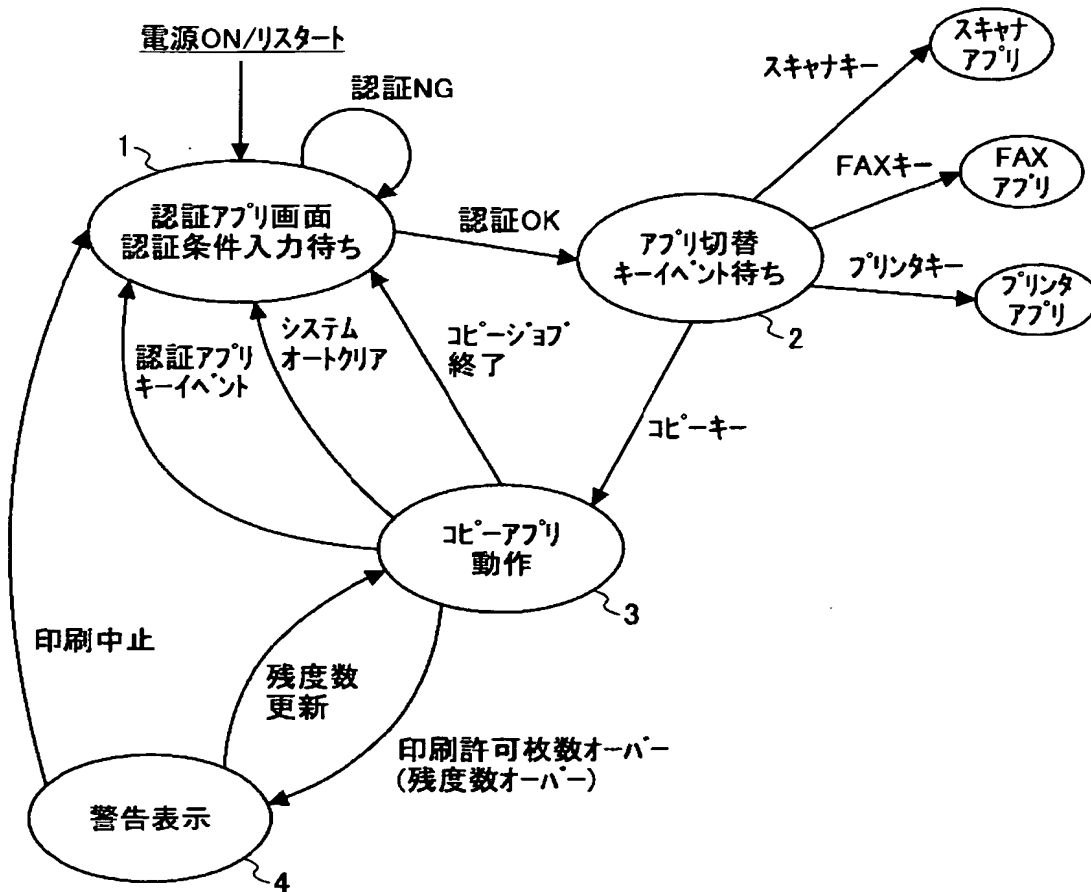 電源ON/リスタート
認証NG
1
認証アプリ画面
認証条件入力待ち
認証OK
アプリ切替
キーイベント待ち
2
スキャナキー
スキャナ
アプリ
FAXキー
FAX
アプリ
プリンタキー
プリンタ
アプリ
認証アプリ
キーイベント
システム
オートクリア
コピージョブ
終了
コピーキー
コピーアプリ
動作
3
印刷中止
残度数
更新
印刷許可枚数オーバー
(残度数オーバー)
警告表示
4